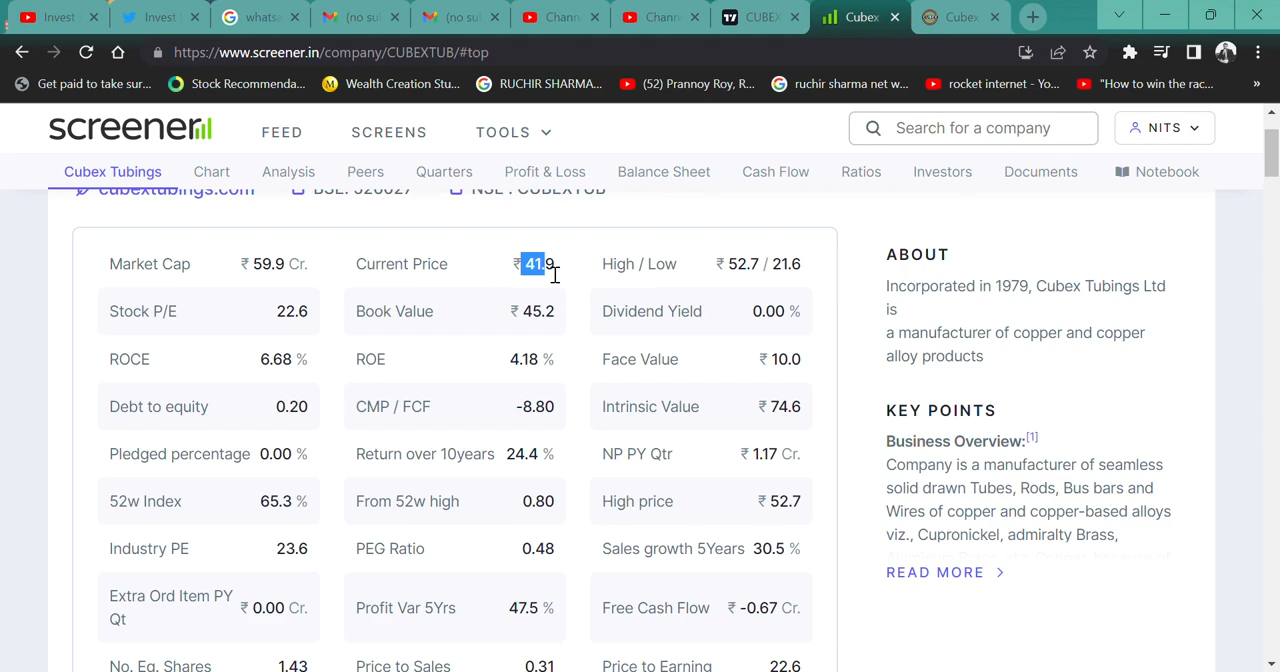 Invest
Invest
whatsa
(no sul
(no sul
Chann
Chann
CUBEX
Cubex
Cubex
https://www.screener.in/company/CUBEXTUB/#top
Get paid to take sur... Stock Recommenda... Wealth Creation Stu... RUCHIR SHARMA... (52) Prannoy Roy, R... ruchir sharma net w... rocket internet - Yo... "How to win the rac... »
screener FEED SCREENS TOOLS Search for a company NITS
Cubex Tubings Chart Analysis Peers Quarters Profit & Loss Balance Sheet Cash Flow Ratios Investors Documents Notebook
cubextubings.com BSE: 526027 NSE : CUBEXTUB
Market Cap ₹ 59.9 Cr. Current Price ₹ 41.9 High / Low ₹ 52.7 / 21.6
Stock P/E 22.6 Book Value ₹ 45.2 Dividend Yield 0.00 %
ROCE 6.68 % ROE 4.18 % Face Value ₹ 10.0
Debt to equity 0.20 CMP / FCF -8.80 Intrinsic Value ₹ 74.6
Pledged percentage 0.00 % Return over 10years 24.4 % NP PY Qtr ₹ 1.17 Cr.
52w Index 65.3 % From 52w high 0.80 High price ₹ 52.7
Industry PE 23.6 PEG Ratio 0.48 Sales growth 5Years 30.5 %
Extra Ord Item PY
Qt ₹ 0.00 Cr. Profit Var 5Yrs 47.5 % Free Cash Flow ₹ -0.67 Cr.
No. Eq. Shares 1.43 Price to Sales 0.31 Price to Earning 22.6
ABOUT
Incorporated in 1979, Cubex Tubings Ltd
is
a manufacturer of copper and copper
alloy products
KEY POINTS
Business Overview:[1]
Company is a manufacturer of seamless
solid drawn Tubes, Rods, Bus bars and
Wires of copper and copper-based alloys
viz., Cupronickel, admiralty Brass,
READ MORE